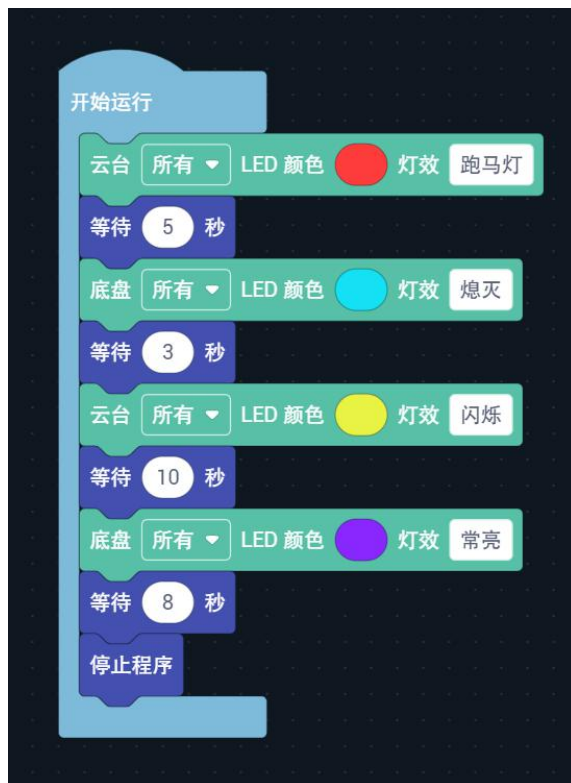 开始运行
云台 所有 LED 颜色 灯效 跑马灯
等待 5 秒
底盘 所有 LED 颜色 灯效 熄灭
等待 3 秒
云台 所有 LED 颜色 灯效 闪烁
等待 10 秒
底盘 所有 LED 颜色 灯效 常亮
等待 8 秒
停止程序